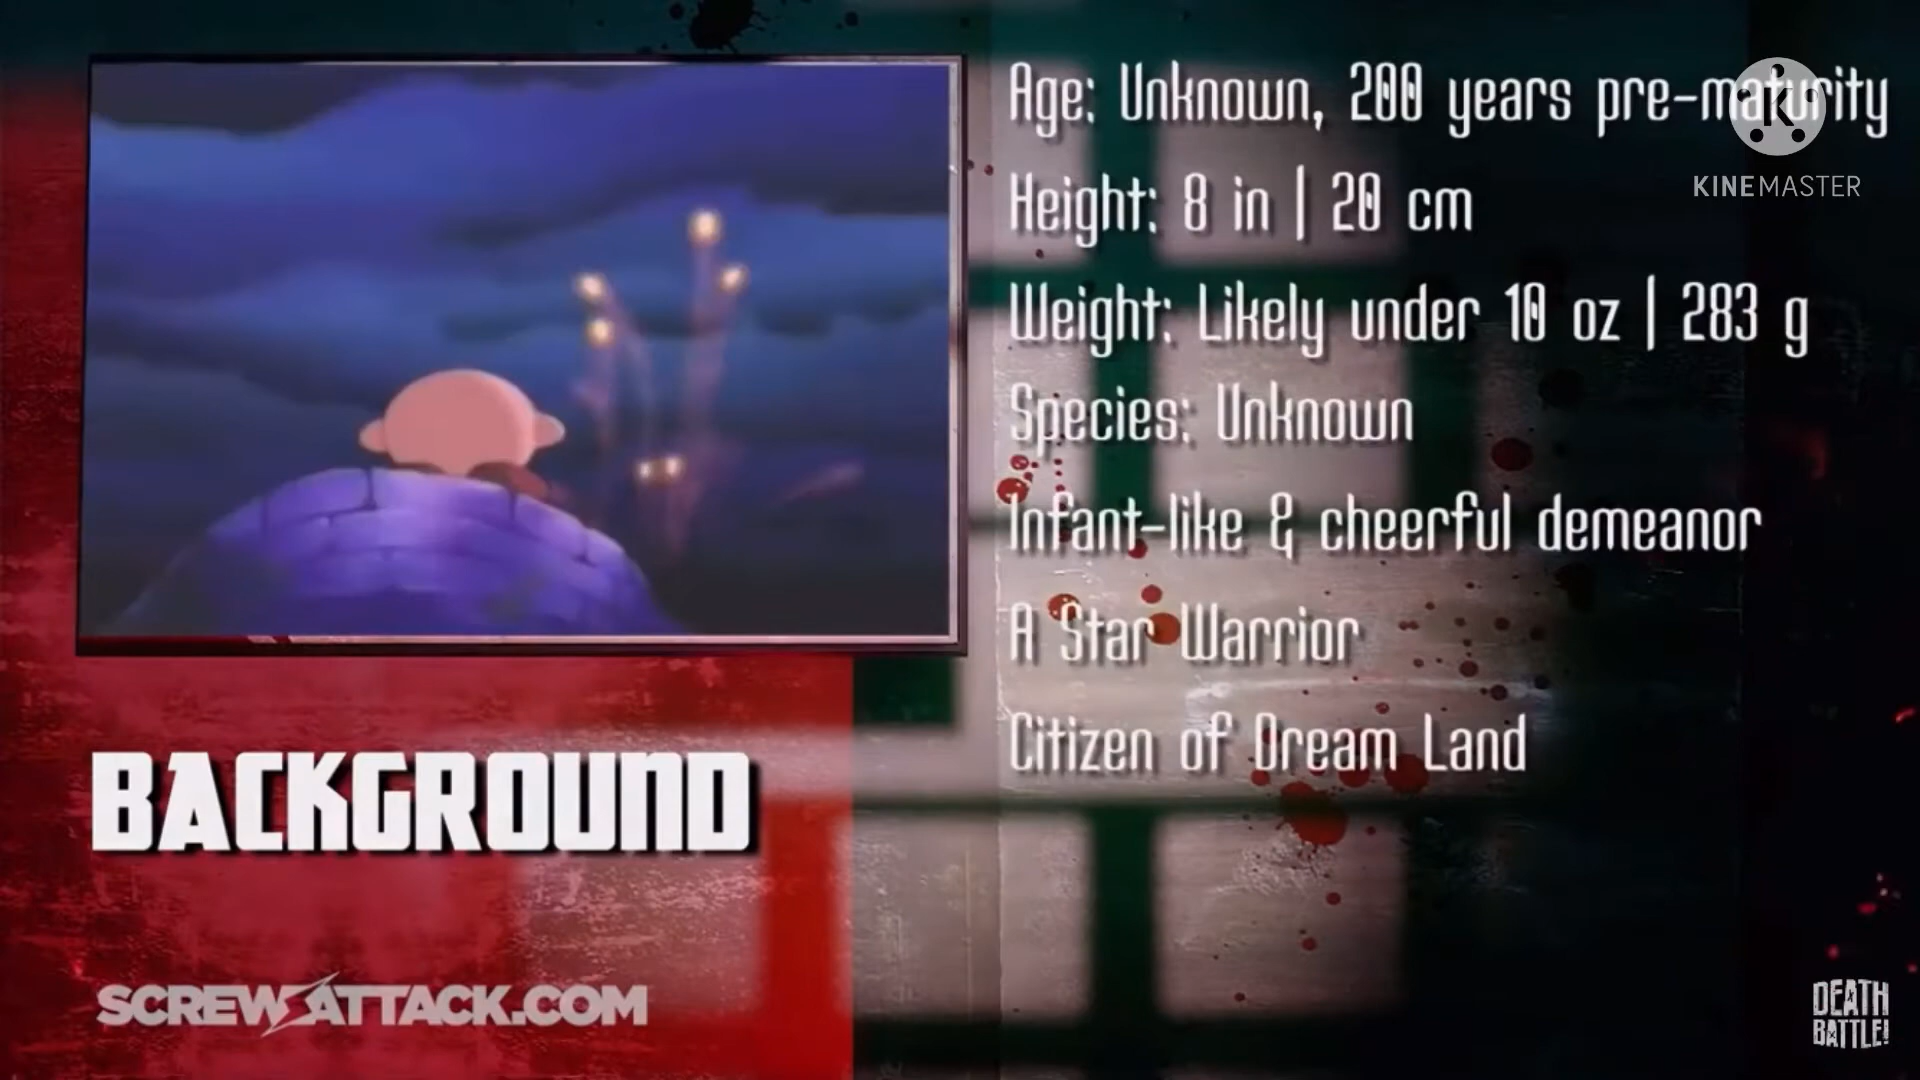 Age: Unknown, 200 years pre-maturity
KINEMASTER
Height: 8 in | 20 cm
Weight: Likely under 10 oz | 283 g
Species: Unknown
Infant-like & cheerful demeanor
A Star Warrior
Citizen of Dream Land
BACKGROUND
SCREWATTACK.COM
DEATH
BATTLE!